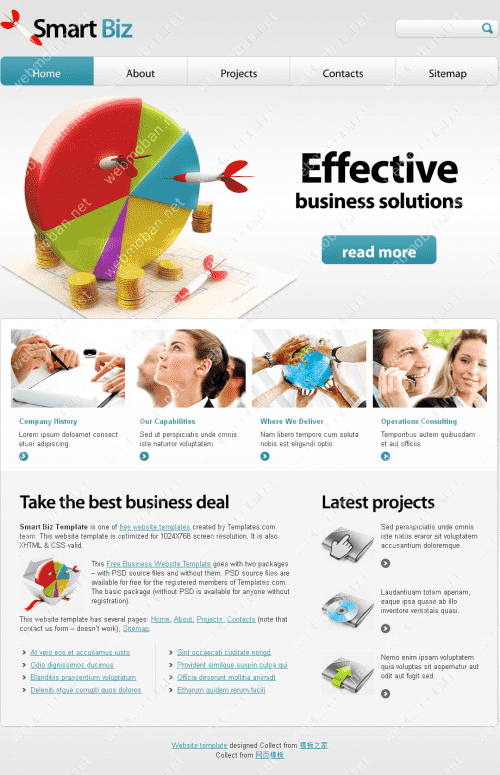 Smart Biz
Home
About
Projects
Contacts
Sitemap
Effective
business solutions
read more
Company History
Lorem ipsum doloamet consect
etuer adipiscing.
Our Capabilities
Sed ut perspiciatis unde omnis
iste naturror voluptatem.
Where We Deliver
Nam libero tempore cum soluta
nobis est eligendi optio.
Operations Consulting
Temporibus autem quibusdam
et aut officiis.
Take the best business deal
Smart Biz Template is one of free website templates created by Templates.com
team. This website template is optimized for 1024X768 screen resolution. It is also
XHTML & CSS valid.
This Free Business Website Template goes with two packages
– with PSD source files and without them. PSD source files are
available for free for the registered members of Templates.com.
The basic package (without PSD is available for anyone without
registration).
This website template has several pages: Home, About, Projects, Contacts (note that
contact us form – doesn't work), Sitemap.
At vero eos et accusamus iusto
Odio dignissimos ducimus
Blanditiis praesentium voluptatum
Deleniti atque corrupti quos dolores
Sint occaecati cuditate nongd
Provident similique suxpin culpa qui
Officia deserunt mollitia animidt
Etharum quidem rerum facili
Latest projects
Sed perspiciatis unde omnis
iste natus eraror sit voluptatem
accusantium doloremque.
Laudantiuam totam aperiam,
eaque ipsa quase ab illo
inventore veritatais quasi.
Nemo enim ipsam voluptatem
quia voluptas sit aspernatur aut
odit aut fugit sed.
Website template designed Collect from 模板之家
Collect from 网页模板
webmoban.net